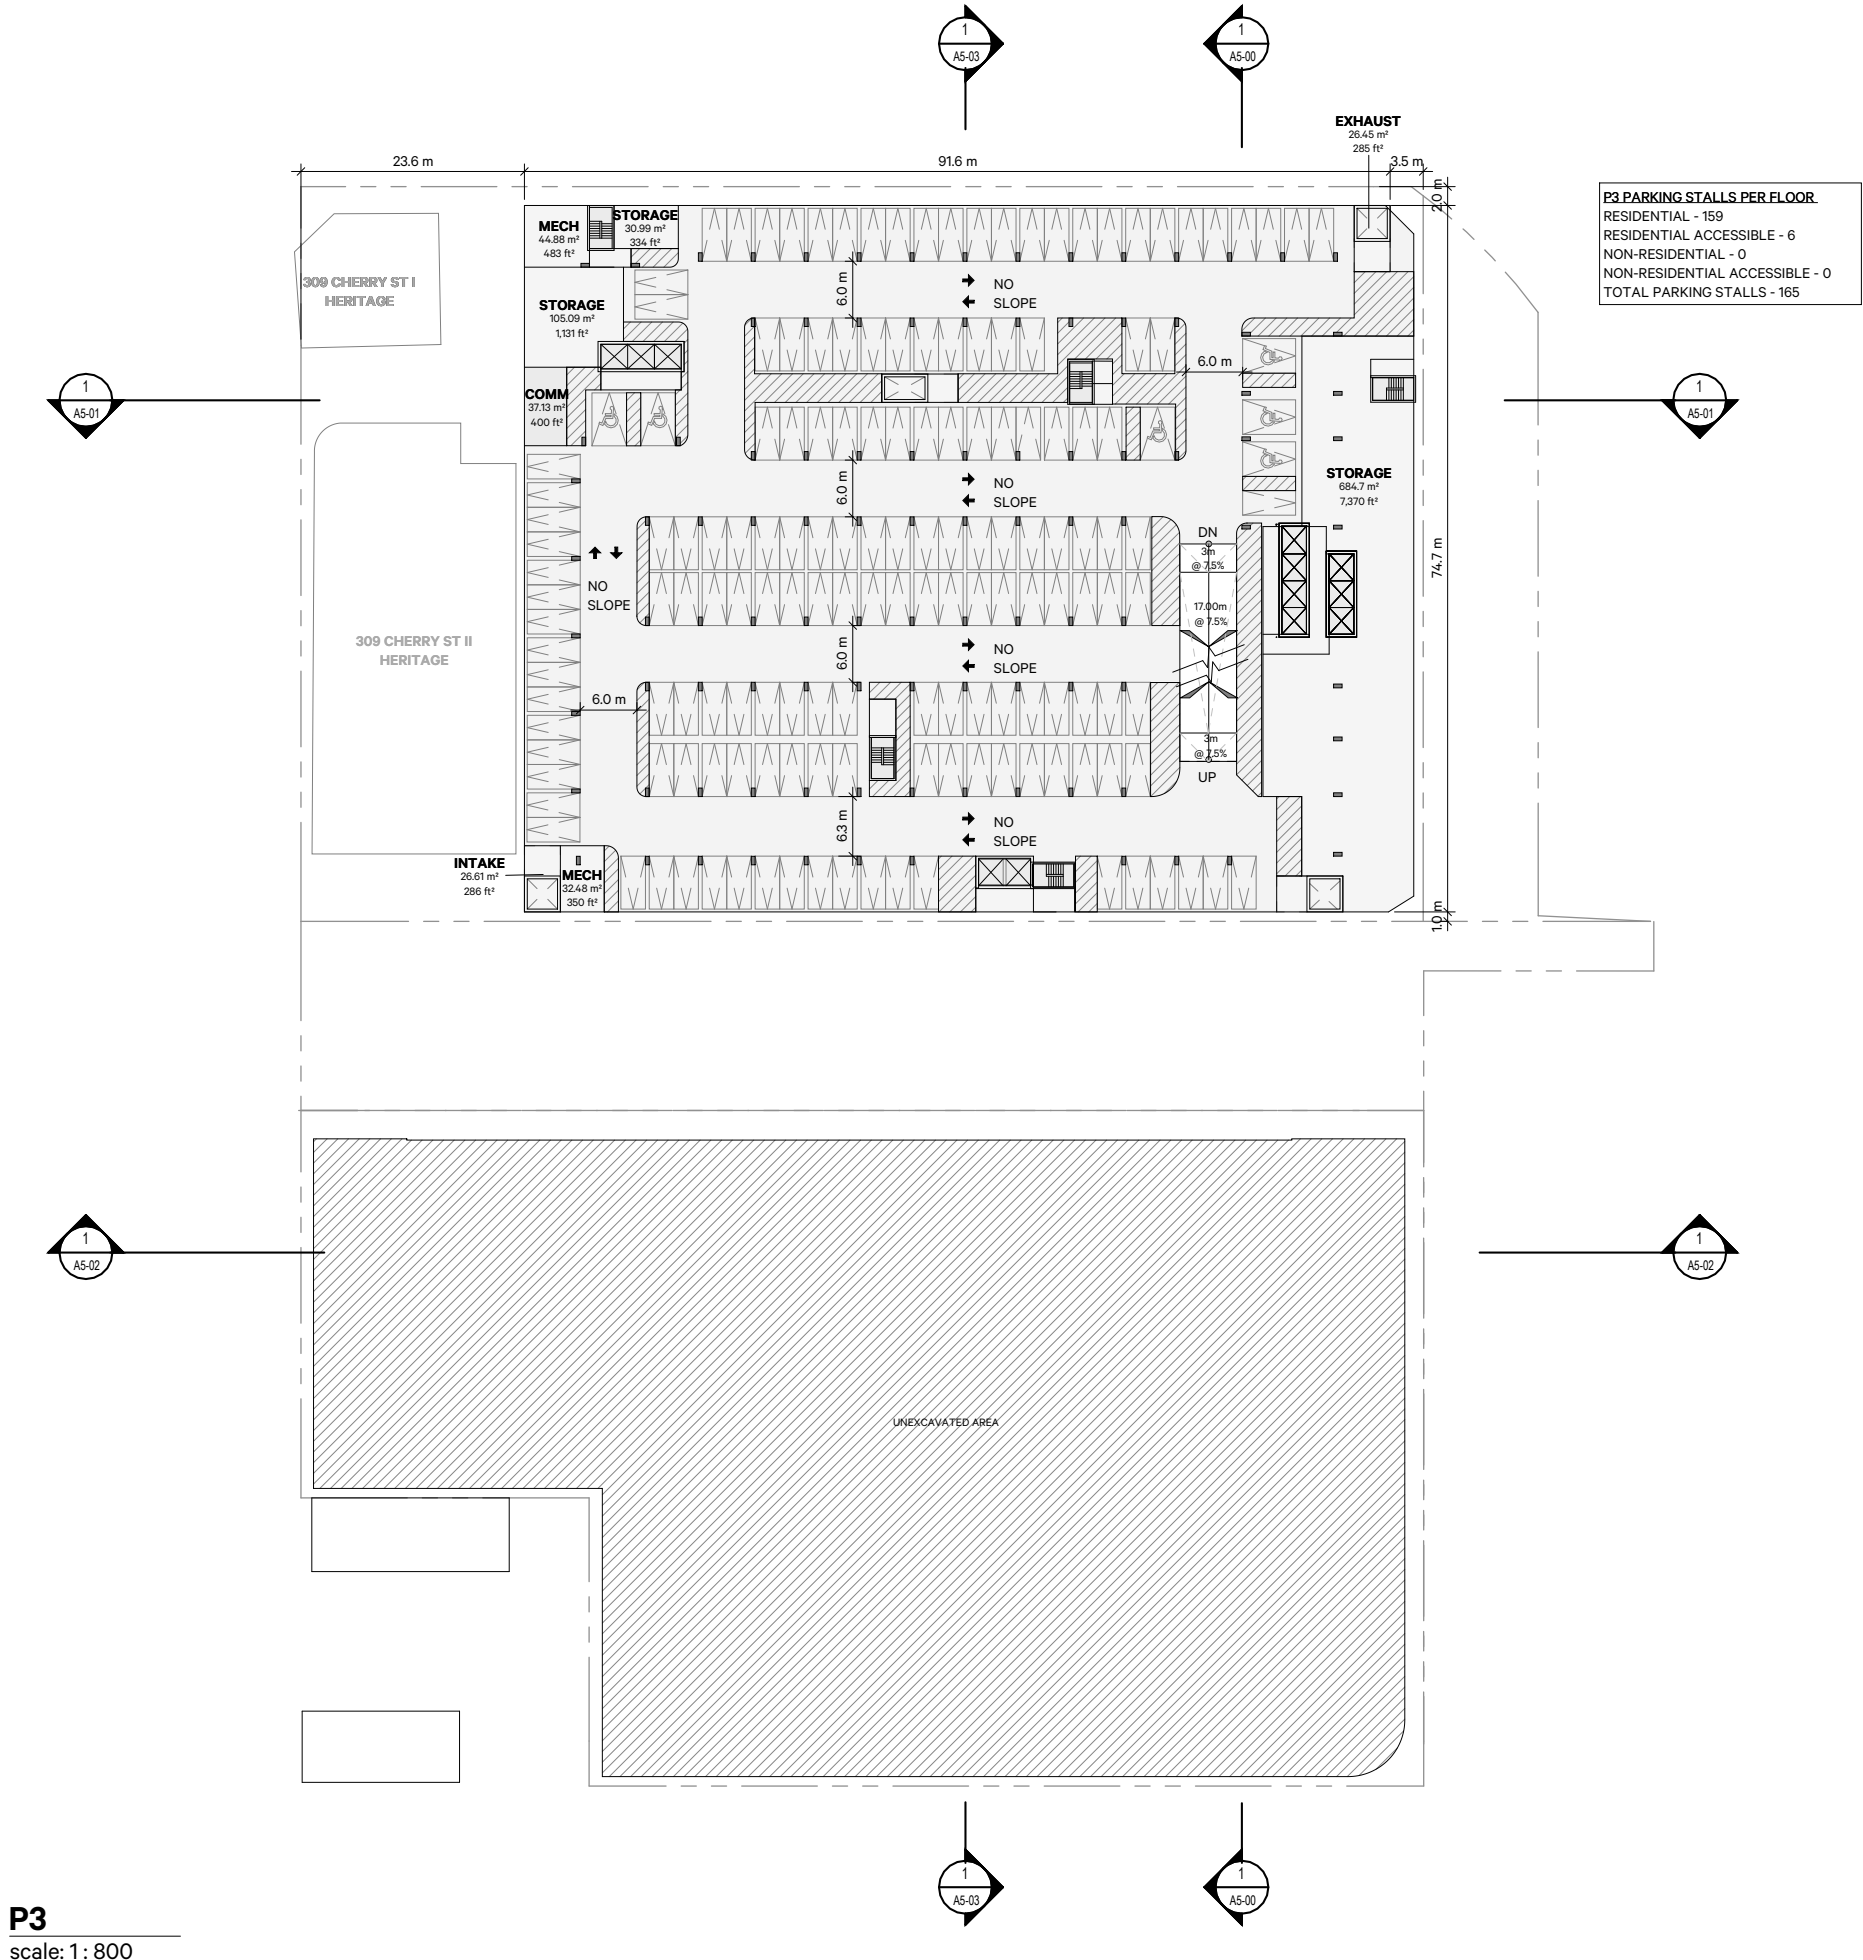 1
A5-03
1
A5-00
EXHAUST
26.45 m²
285 ft²
23.6 m
91.6 m
3.5 m
2.0 m
P3 PARKING STALLS PER FLOOR
RESIDENTIAL - 159
RESIDENTIAL ACCESSIBLE - 6
NON-RESIDENTIAL - 0
NON-RESIDENTIAL ACCESSIBLE - 0
TOTAL PARKING STALLS - 165
MECH
44.88 m²
483 ft²
STORAGE
30.99 m²
334 ft²
309 CHERRY ST I
HERITAGE
6.0 m
NO
SLOPE
STORAGE
105.09 m²
1,131 ft²
6.0 m
1
A5-01
COMM
37.13 m²
400 ft²
1
A5-01
6.0 m
NO
SLOPE
STORAGE
684.7 m²
7,370 ft²
DN
3m
@ 7.5%
74.7 m
NO
SLOPE
17.00m
@ 7.5%
309 CHERRY ST II
HERITAGE
6.0 m
NO
SLOPE
6.0 m
3m
@ 7.5%
UP
6.3 m
NO
SLOPE
INTAKE
26.61 m²
286 ft²
MECH
32.48 m²
350 ft²
1.0 m
1
A5-02
1
A5-02
UNEXCAVATED AREA
1
A5-03
1
A5-00
P3
scale: 1 : 800